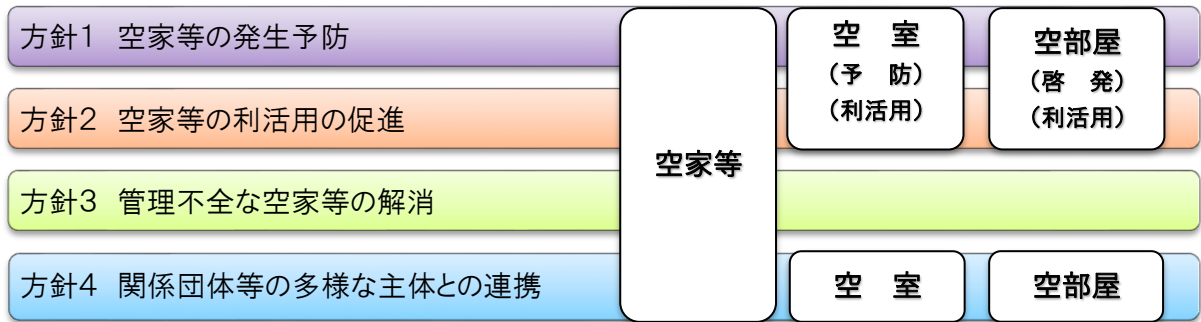 方針1 空家等の発生予防
方針2 空家等の利活用の促進
方針3 管理不全な空家等の解消
方針4 関係団体等の多様な主体との連携
空家等
空 室
(予 防)
(利活用)
空部屋
(啓 発)
(利活用)
空 室
空部屋